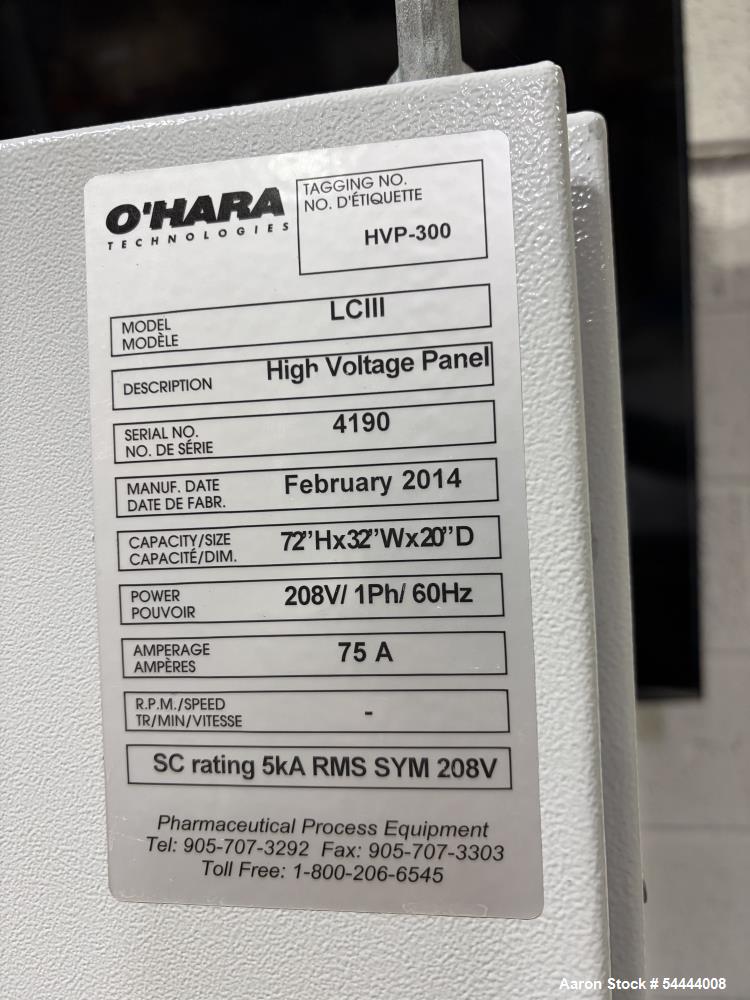 O'HARA
TECHNOLOGIES
TAGGING NO.
NO. D'ÉTIQUETTE
HVP-300
MODEL
MODÈLE
LCIII
DESCRIPTION
High Voltage Panel
SERIAL NO.
NO. DE SÉRIE
4190
MANUF. DATE
DATE DE FABR.
February 2014
CAPACITY/SIZE
CAPACITÉ/DIM.
72”Hx32”Wx20”D
POWER
POUVOIR
208V/ 1Ph/ 60Hz
AMPERAGE
AMPÈRES
75 A
R.P.M./SPEED
TR/MIN/VITESSE
-
SC rating 5kA RMS SYM 208V
Pharmaceutical Process Equipment
Tel: 905-707-3292 Fax: 905-707-3303
Toll Free: 1-800-206-6545
Aaron Stock # 54444008